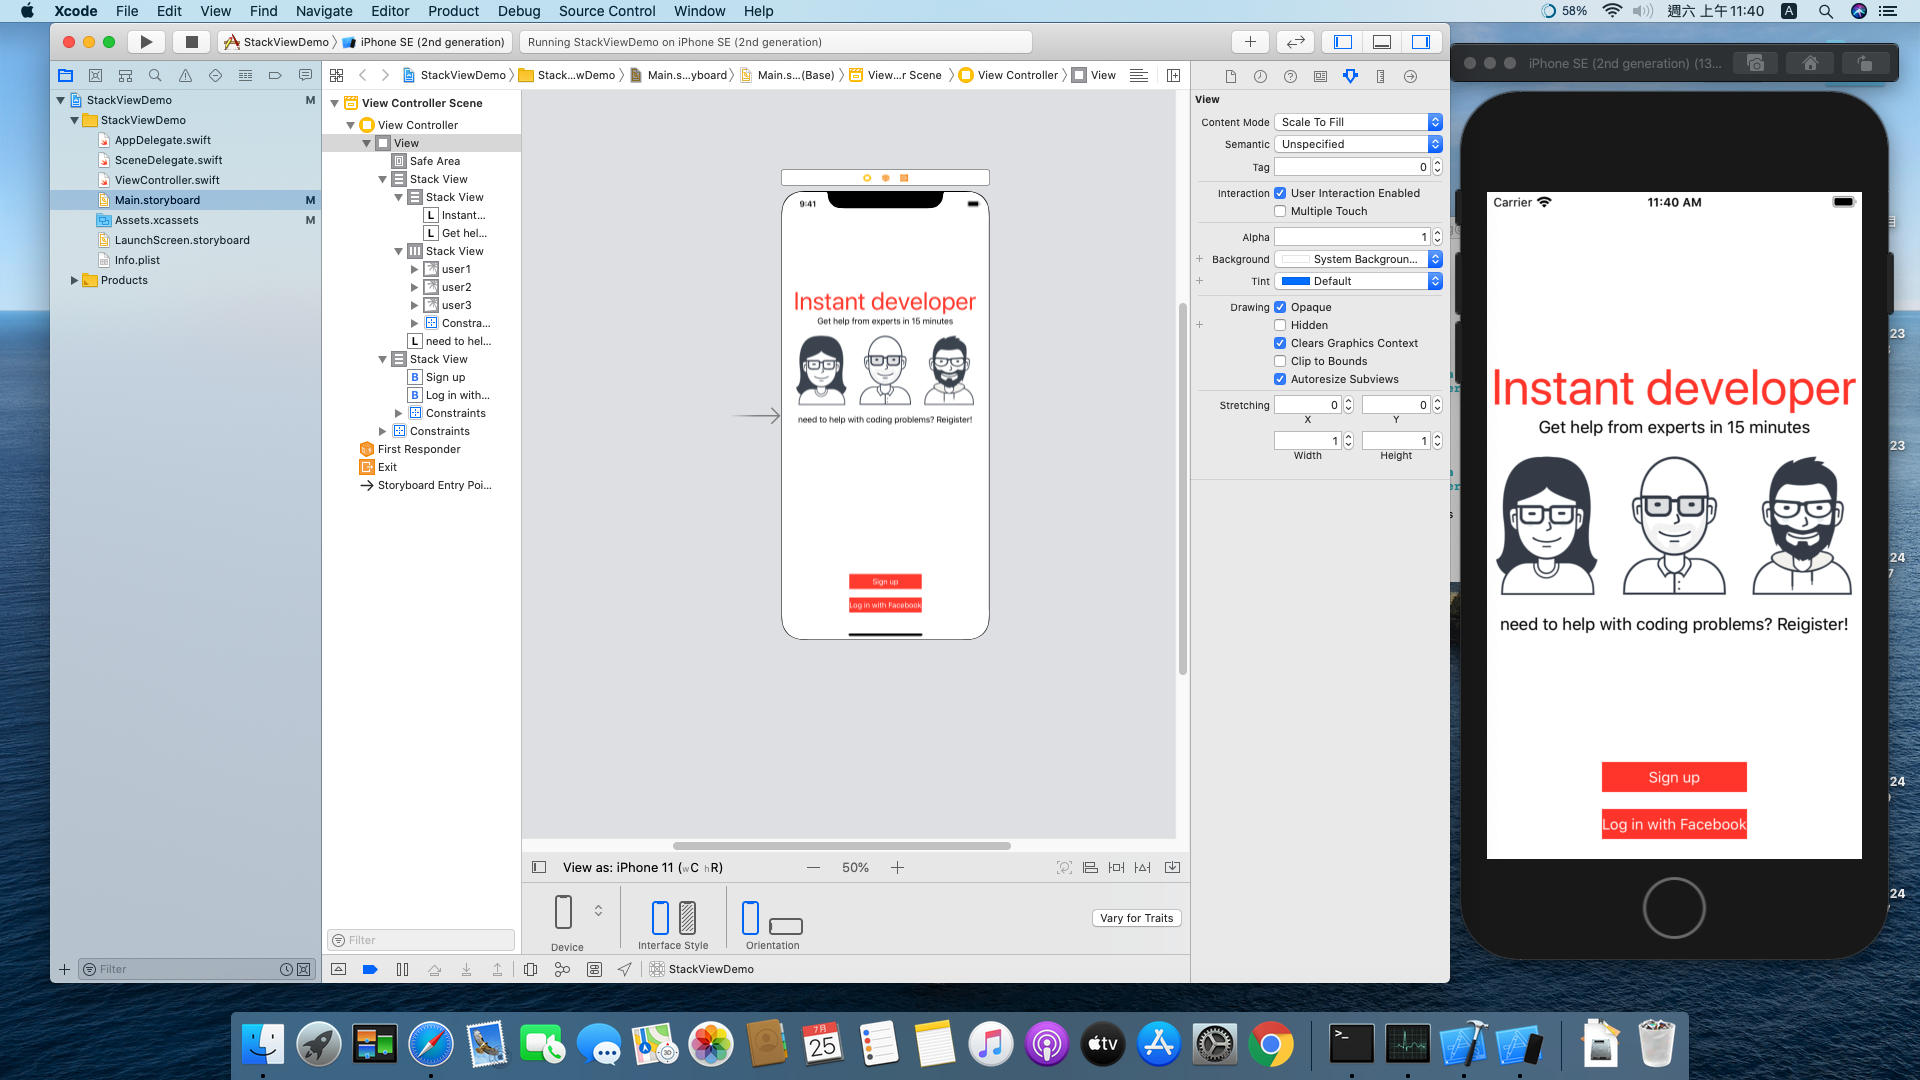 Xcode File Edit View Find Navigate Editor Product Debug Source Control Window Help
58% 週六 上午11:40 A
StackViewDemo iPhone SE (2nd generation)
Running StackViewDemo on iPhone SE (2nd generation)
StackViewDemo Stack...wDemo Main.s...yboard Main.s...(Base) View...r Scene View Controller View
StackViewDemo M
StackViewDemo
AppDelegate.swift
SceneDelegate.swift
ViewController.swift
Main.storyboard M
Assets.xcassets M
LaunchScreen.storyboard
Info.plist
Products
Filter
View Controller Scene
View Controller
View
Safe Area
Stack View
Stack View
L Instant...
L Get hel...
Stack View
user1
user2
user3
Constra...
L need to hel...
Stack View
B Sign up
B Log in with...
Constraints
Constraints
First Responder
Exit
Storyboard Entry Poi...
Filter
9:41
Instant developer
Get help from experts in 15 minutes
need to help with coding problems? Reigister!
Sign up
Log in with Facebook
View as: iPhone 11 (wC hR)
50%
Device
Interface Style
Orientation
Vary for Traits
StackViewDemo
View
Content Mode Scale To Fill
Semantic Unspecified
Tag 0
Interaction User Interaction Enabled
Multiple Touch
Alpha 1
Background System Backgroun...
Tint Default
Drawing Opaque
Hidden
Clears Graphics Context
Clip to Bounds
Autoresize Subviews
Stretching 0 0
X Y
1 1
Width Height
iPhone SE (2nd generation) (13...
Carrier 11:40 AM
Instant developer
Get help from experts in 15 minutes
need to help with coding problems? Reigister!
Sign up
Log in with Facebook
23
23
24
7
24
24
7月
25
3D
tv
>_